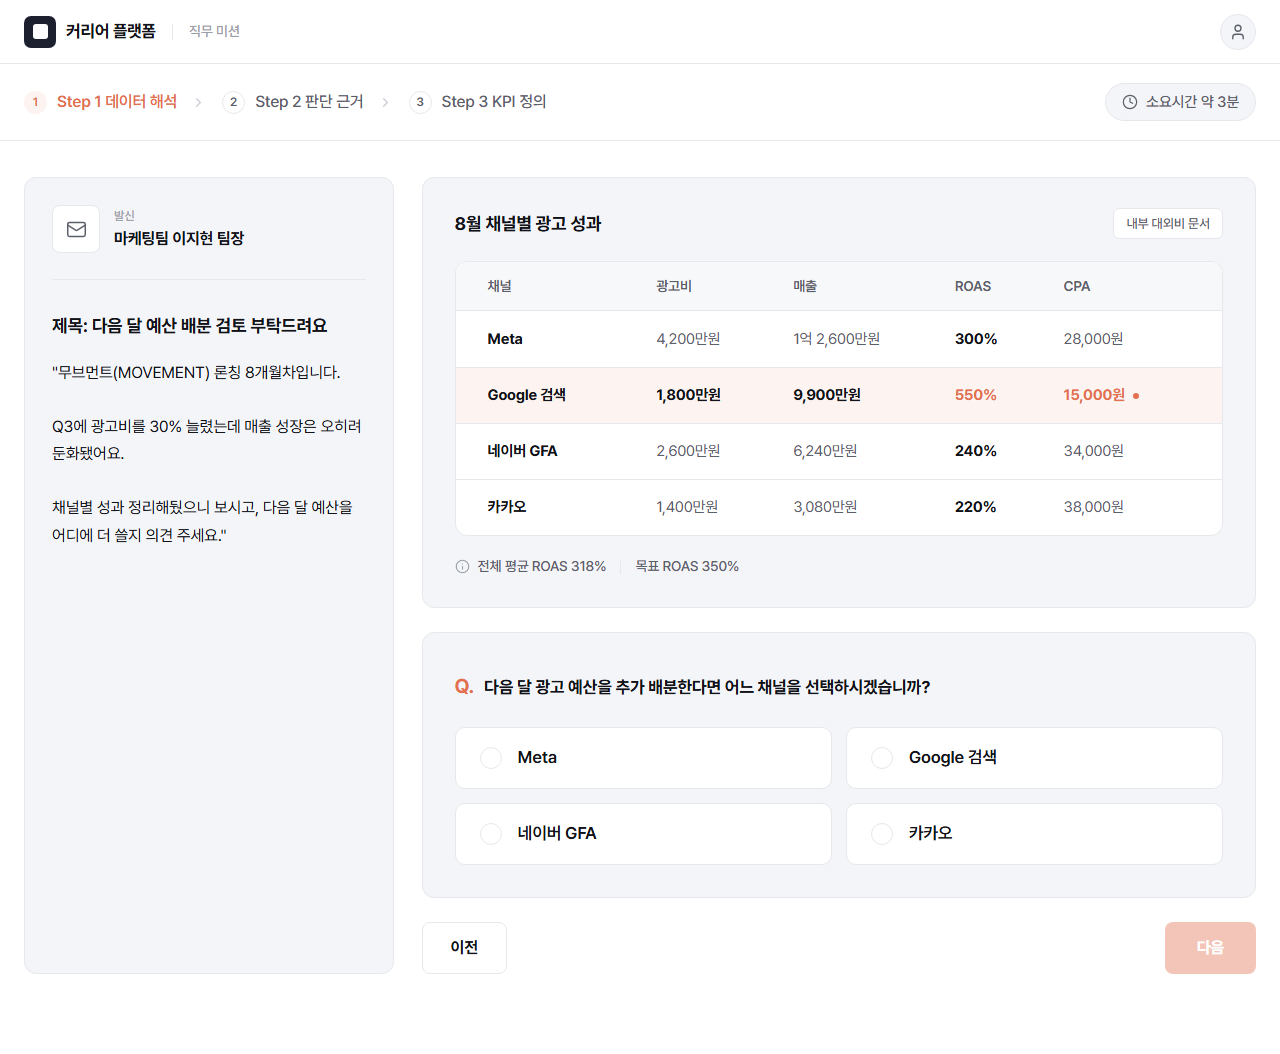 커리어 플랫폼
직무 미션
1 Step 1 데이터 해석
2 Step 2 판단 근거
3 Step 3 KPI 정의
소요시간 약 3분
발신
마케팅팀 이지현 팀장
제목: 다음 달 예산 배분 검토 부탁드려요
"무브먼트(MOVEMENT) 론칭 8개월차입니다.
Q3에 광고비를 30% 늘렸는데 매출 성장은 오히려
둔화됐어요.
채널별 성과 정리해뒀으니 보시고, 다음 달 예산을
어디에 더 쓸지 의견 주세요."
8월 채널별 광고 성과
내부 대외비 문서
채널 광고비 매출 ROAS CPA
Meta 4,200만원 1억 2,600만원 300% 28,000원
Google 검색 1,800만원 9,900만원 550% 15,000원
네이버 GFA 2,600만원 6,240만원 240% 34,000원
카카오 1,400만원 3,080만원 220% 38,000원
전체 평균 ROAS 318% 목표 ROAS 350%
Q. 다음 달 광고 예산을 추가 배분한다면 어느 채널을 선택하시겠습니까?
Meta
Google 검색
네이버 GFA
카카오
이전
다음